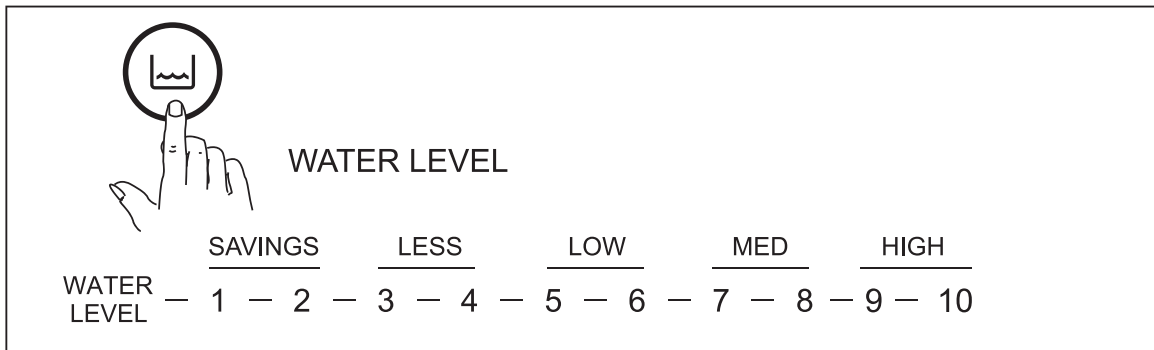 WATER LEVEL
SAVINGS LESS LOW MED HIGH
WATER LEVEL — 1 — 2 — 3 — 4 — 5 — 6 — 7 — 8 — 9 — 10